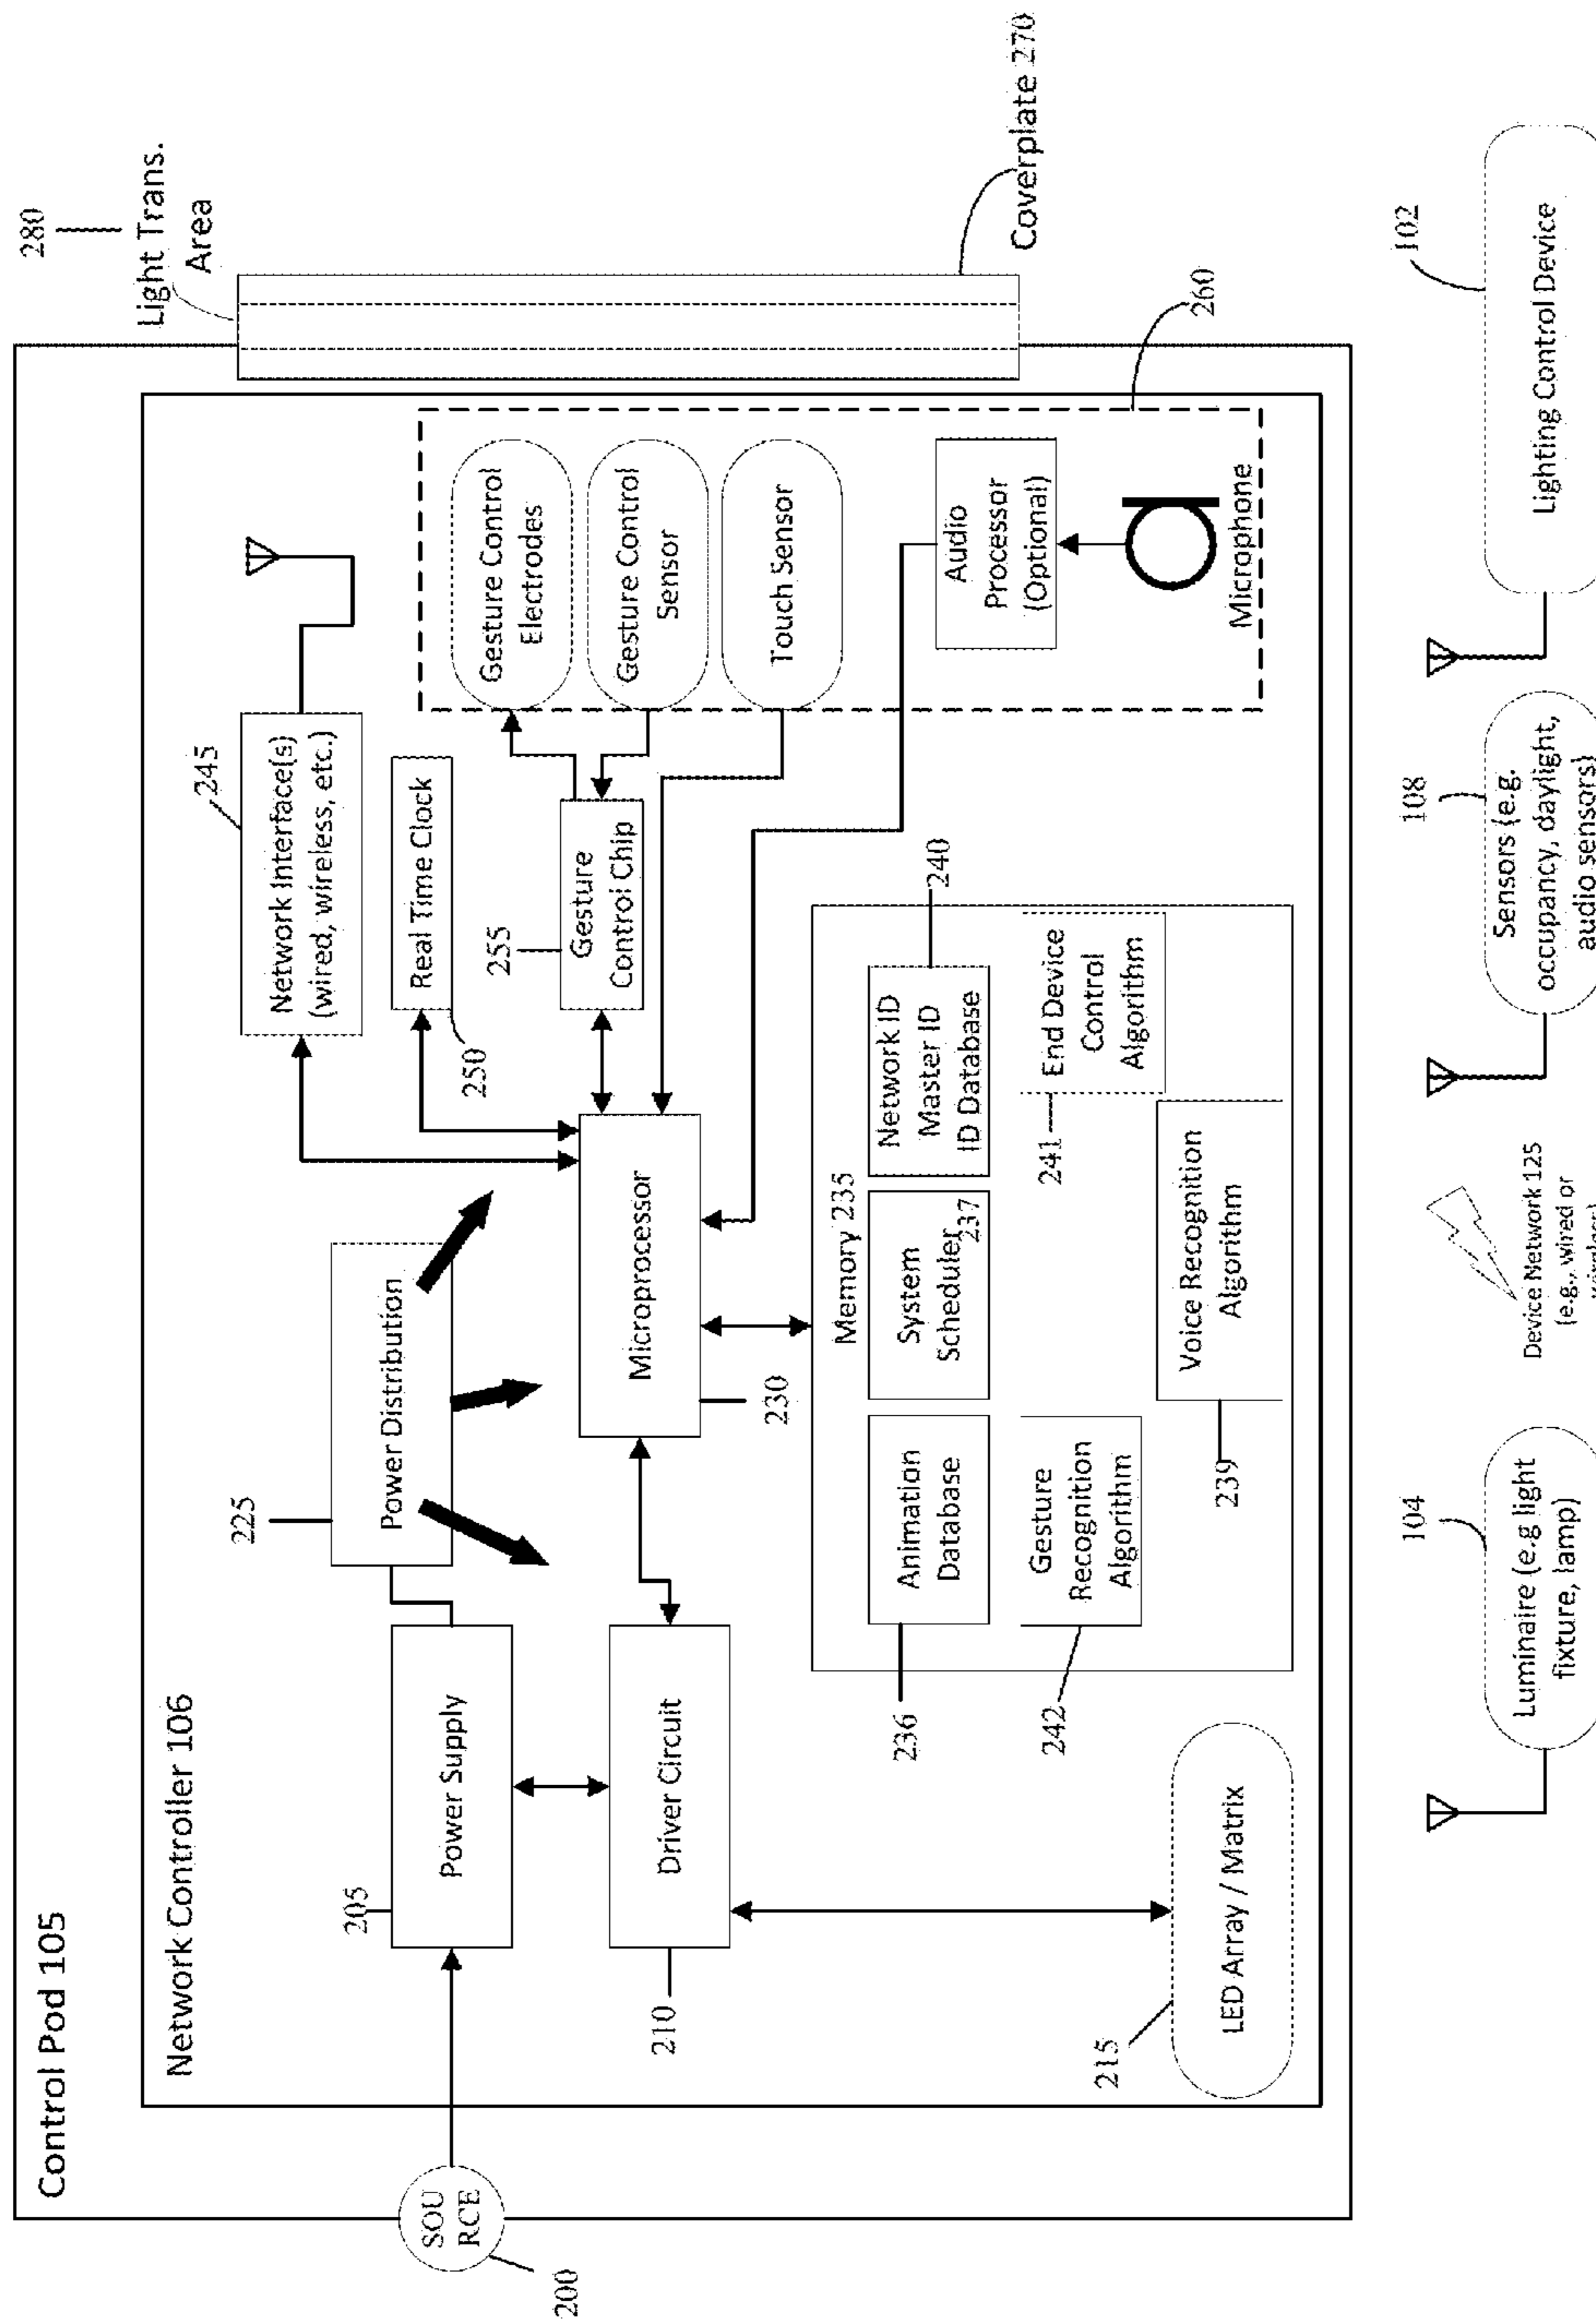 Control Pod 105
280
Light Trans.
Area
Network Controller 106
245
Network Interface(s)
(wired, wireless, etc.)
225
Power Distribution
Real Time Clock
250
205
Power Supply
SOU
RCE
200
Gesture Control
Electrodes
Gesture Control
Sensor
Touch Sensor
255
Gesture
Control Chip
Microprocessor
230
Driver Circuit
210
Audio
Processor
(Optional)
Microphone
260
Coverplate 270
Memory 235
240
Animation
Database
236
System
Scheduler
237
Network ID
Master ID
ID Database
Gesture
Recognition
Algorithm
242
241
End Device
Control
Algorithm
Voice Recognition
Algorithm
239
215
LED Array / Matrix
104
Luminaire (e.g light
fixture, lamp)
Device Network 125
(e.g., wired or
108
Sensors (e.g.
occupancy, daylight,
audio sensors)
102
Lighting Control Device